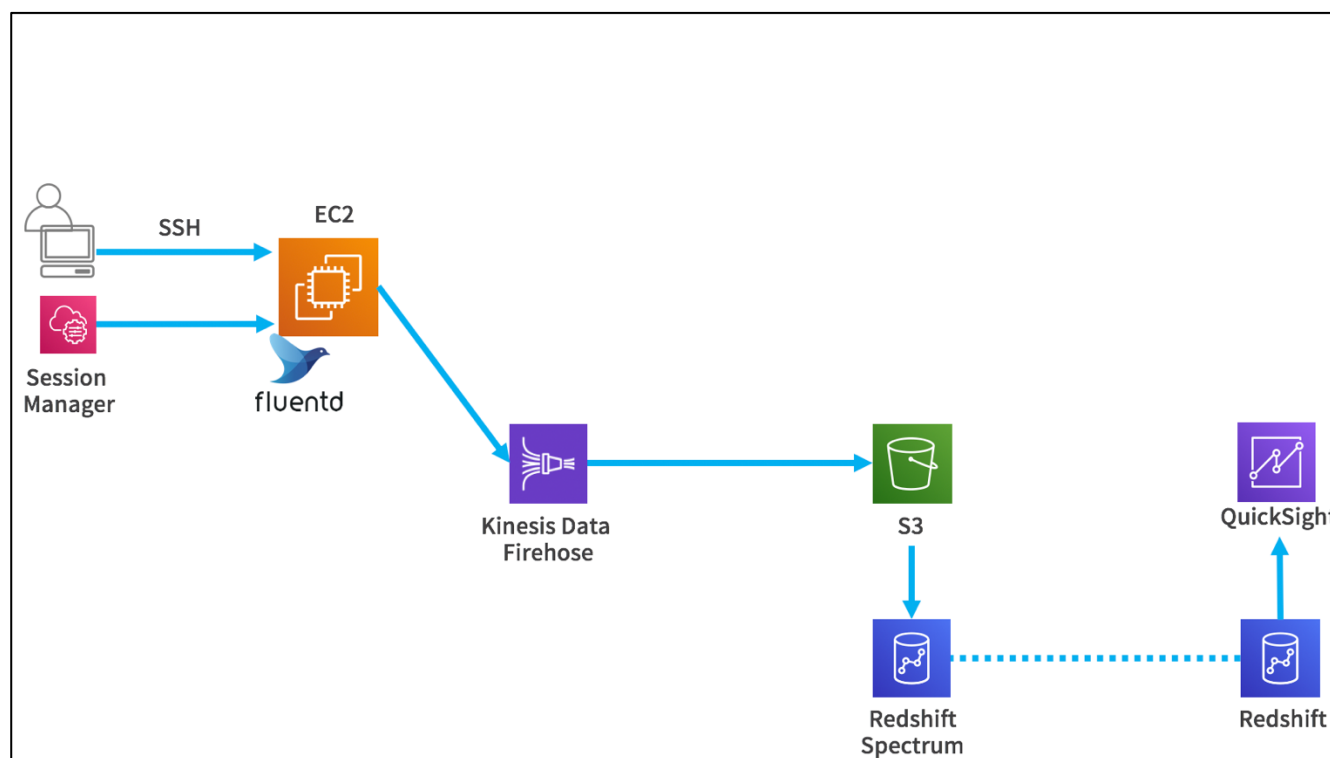 SSH
EC2
Session
Manager
fluentd
Kinesis Data
Firehose
S3
QuickSight
Redshift
Spectrum
Redshift